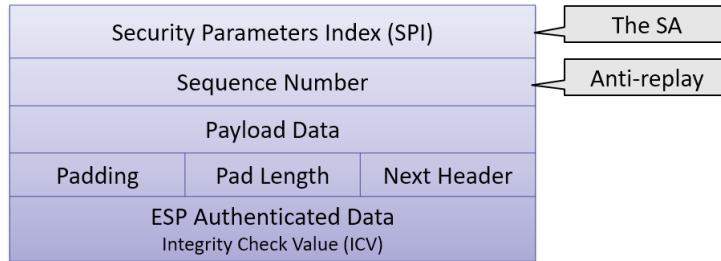 Security Parameters Index (SPI)
The SA
Sequence Number
Anti-replay
Payload Data
Padding
Pad Length
Next Header
ESP Authenticated Data
Integrity Check Value (ICV)